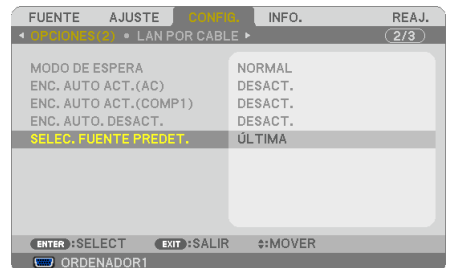 FUENTE AJUSTE CONFIG. INFO. REAJ.
OPCIONES(2) • LAN POR CABLE 2/3
MODO DE ESPERA NORMAL
ENC. AUTO ACT.(AC) DESACT.
ENC. AUTO ACT.(COMP1) DESACT.
ENC. AUTO. DESACT. DESACT.
SELEC. FUENTE PREDET. ÚLTIMA
ENTER :SELECT EXIT :SALIR :MOVER
ORDENADOR1